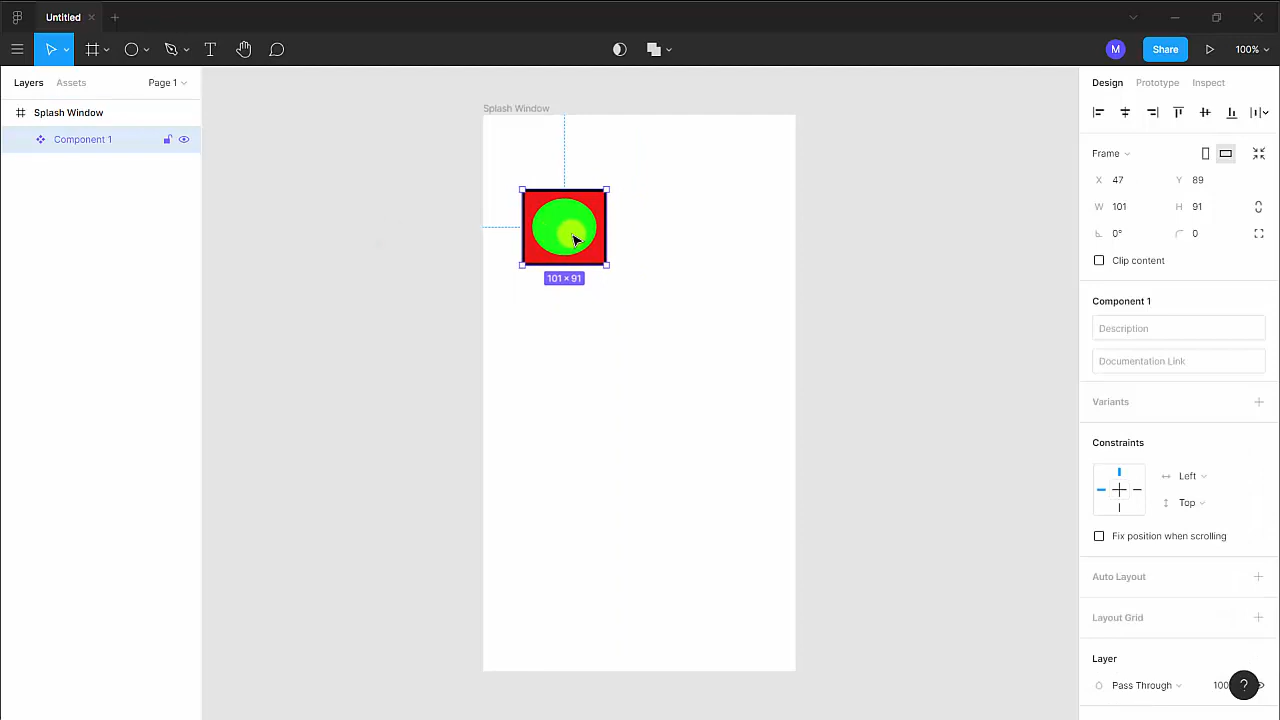 Untitled
M
Share
100%
Layers
Assets
Page 1
Design
Prototype
Inspect
Splash Window
Splash Window
Component 1
Frame
X
47
Y
89
W
101
H
91
0°
0
Clip content
101 × 91
Component 1
Description
Documentation Link
Variants
Constraints
Left
Top
Fix position when scrolling
Auto Layout
Layout Grid
Layer
Pass Through
?